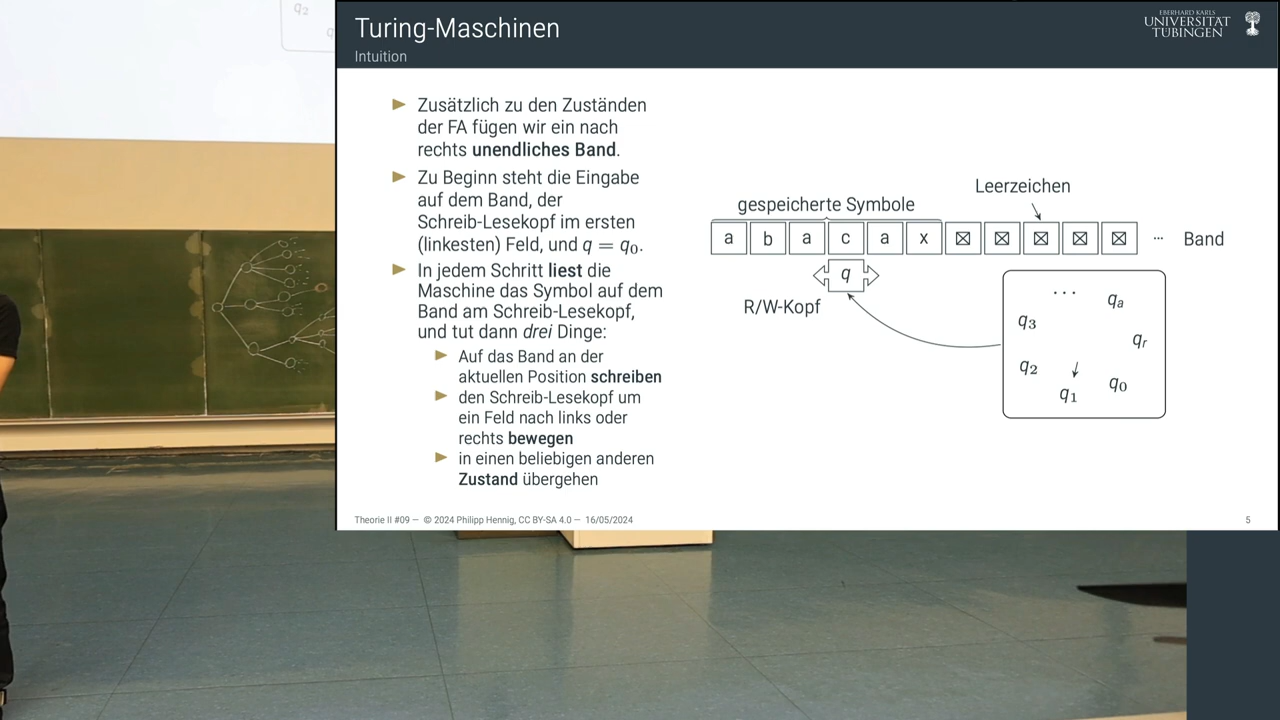 q₂
q
Turing-Maschinen
Intuition
EBERHARD KARLS
UNIVERSITÄT
TÜBINGEN
Zusätzlich zu den Zuständen
der FA fügen wir ein nach
rechts unendliches Band.
Zu Beginn steht die Eingabe
auf dem Band, der
Schreib-Lesekopf im ersten
(linkesten) Feld, und q = q₀.
In jedem Schritt liest die
Maschine das Symbol auf dem
Band am Schreib-Lesekopf,
und tut dann drei Dinge:
Auf das Band an der
aktuellen Position schreiben
den Schreib-Lesekopf um
ein Feld nach links oder
rechts bewegen
in einen beliebigen anderen
Zustand übergehen
Leerzeichen
gespeicherte Symbole
a b a c a x ☒ ☒ ☒ ☒ ☒ ··· Band
q
R/W-Kopf
··· qₐ
q₃
qᵣ
q₂
q₁ q₀
Theorie II #09 — © 2024 Philipp Hennig, CC BY-SA 4.0 — 16/05/2024
5